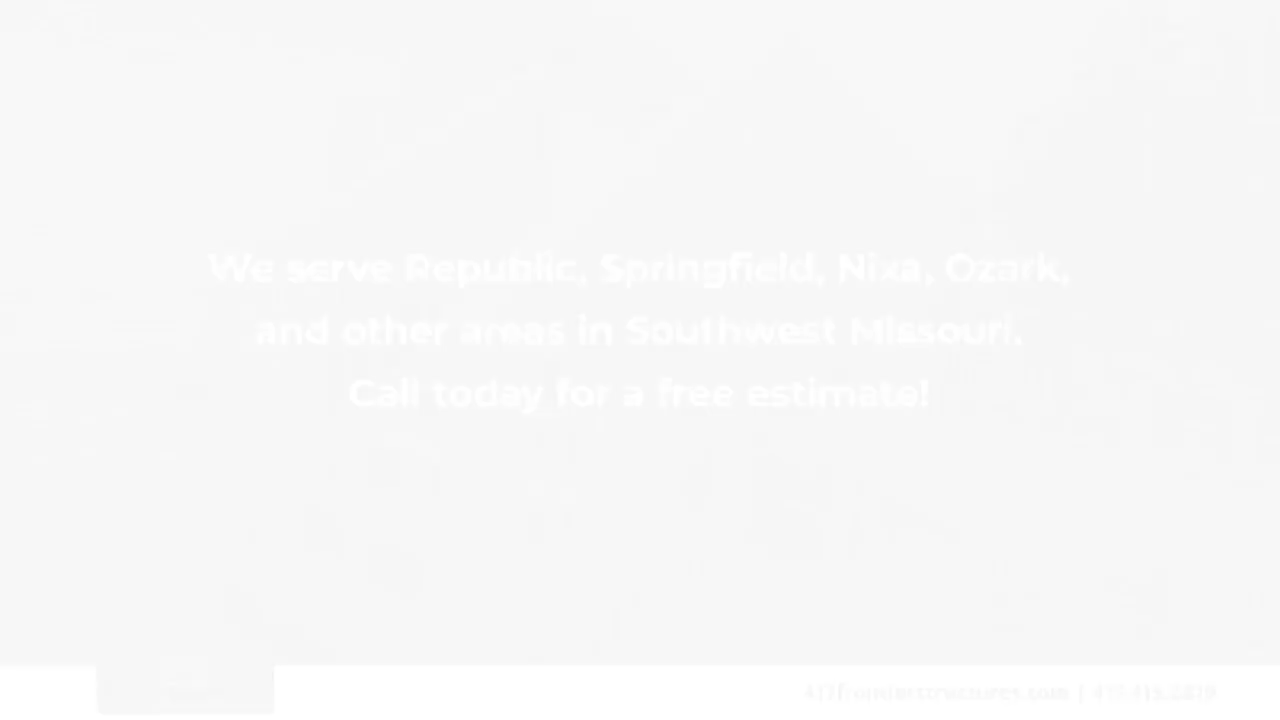 We serve Republic, Springfield, Nixa, Ozark,
and other areas in Southwest Missouri.
Call today for a free estimate!